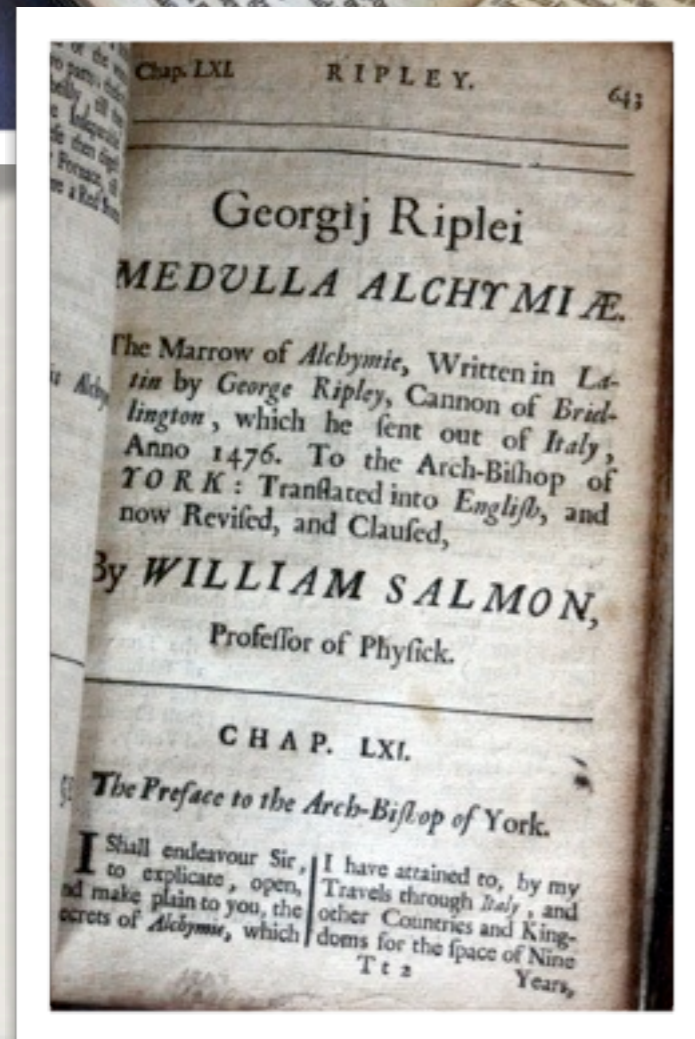 Chap. LXI. RIPLEY. 643
Georgij Riplei
MEDULLA ALCHYMIÆ.
The Marrow of Alchymie, Written in La-
tin by George Ripley, Cannon of Brid-
lington, which he ſent out of Italy,
Anno 1476. To the Arch-Biſhop of
YORK: Tranſlated into Engliſh, and
now Reviſed, and Clauſed,
By WILLIAM SALMON,
Profeſſor of Phyſick.
CHAP. LXI.
The Preface to the Arch-Biſhop of York.
I Shall endeavour Sir,
to explicate, open,
nd make plain to you, the
ecrets of Alchymie, which
I have attained to, by my
Travels through Italy, and
other Countries and King-
doms for the ſpace of Nine
Tt 2 Years,